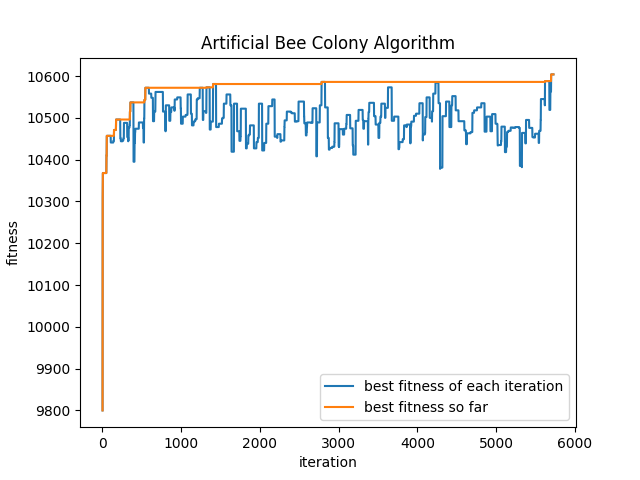 Artificial Bee Colony Algorithm
10600
10500
10400
10300
10200
10100
10000
9900
9800
fitness
0 1000 2000 3000 4000 5000 6000
iteration
best fitness of each iteration
best fitness so far